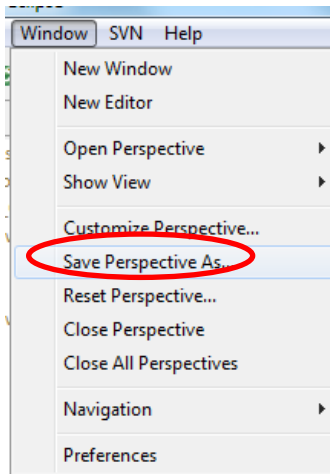 Window SVN Help
New Window
New Editor
Open Perspective
Show View
Customize Perspective...
Save Perspective As...
Reset Perspective...
Close Perspective
Close All Perspectives
Navigation
Preferences